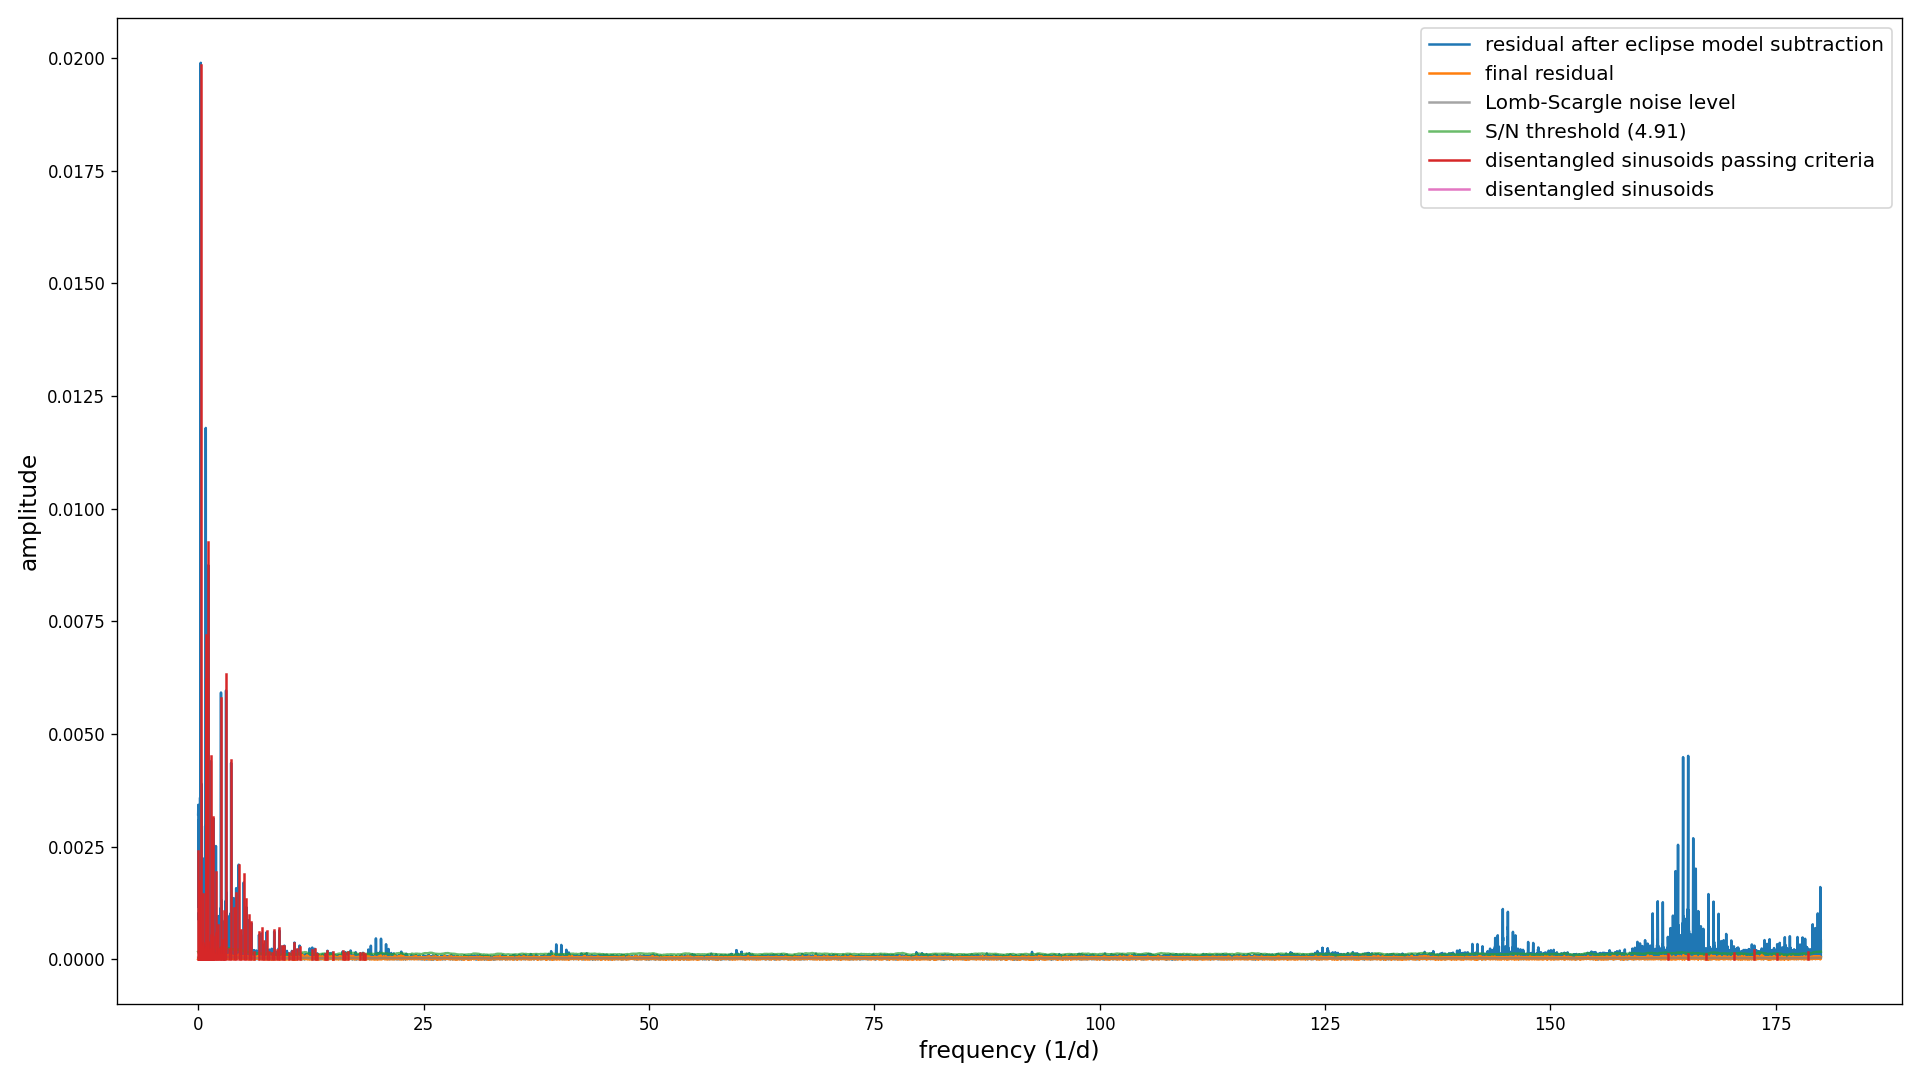 residual after eclipse model subtraction
final residual
Lomb-Scargle noise level
S/N threshold (4.91)
disentangled sinusoids passing criteria
disentangled sinusoids
amplitude
0.0200
0.0175
0.0150
0.0125
0.0100
0.0075
0.0050
0.0025
0.0000
0 25 50 75 100 125 150 175
frequency (1/d)